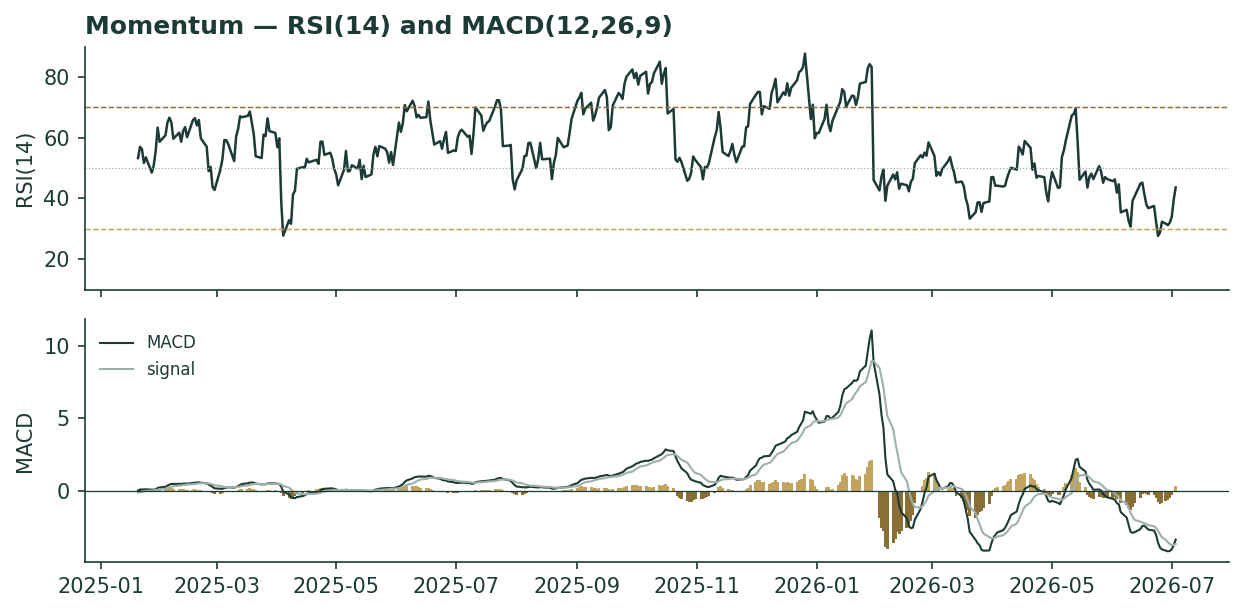 Momentum — RSI(14) and MACD(12,26,9)
RSI(14)
80
60
40
20
MACD
10
5
0
MACD
signal
2025-01 2025-03 2025-05 2025-07 2025-09 2025-11 2026-01 2026-03 2026-05 2026-07